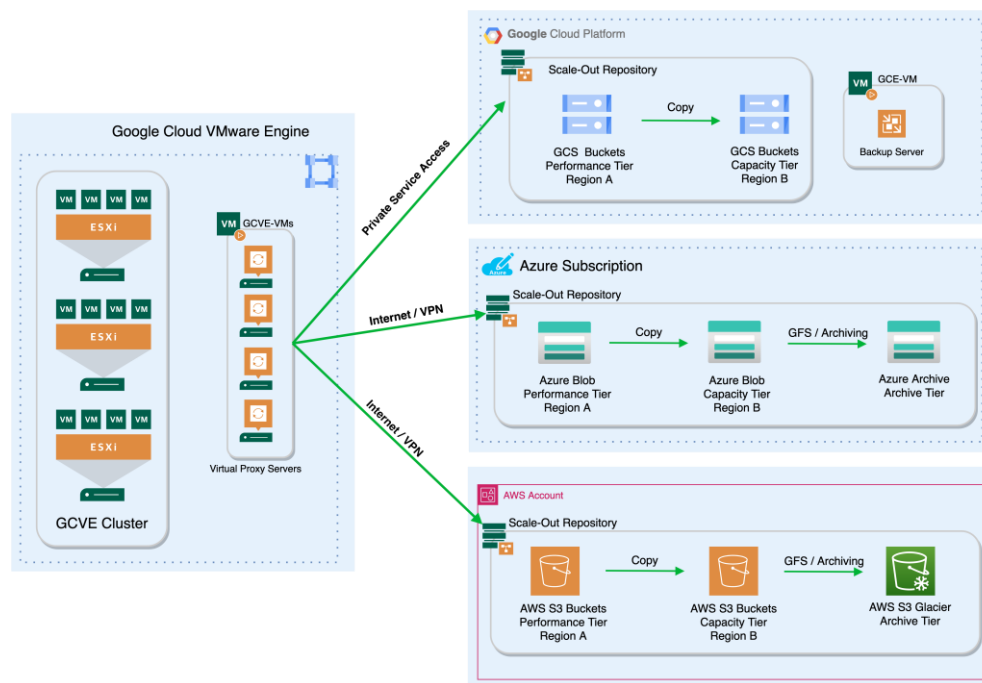 Google Cloud VMware Engine
VM VM VM VM
ESXi
VM VM VM VM
ESXi
VM VM VM VM
ESXi
GCVE Cluster
VM
GCVE-VMs
Virtual Proxy Servers
Private Service Access
Internet / VPN
Internet / VPN
Google Cloud Platform
Scale-Out Repository
GCS Buckets
Performance Tier
Region A
Copy
GCS Buckets
Capacity Tier
Region B
VM
GCE-VM
Backup Server
Azure
Azure Subscription
Scale-Out Repository
Azure Blob
Performance Tier
Region A
Copy
Azure Blob
Capacity Tier
Region B
GFS / Archiving
Azure Archive
Archive Tier
AWS Account
Scale-Out Repository
AWS S3 Buckets
Performance Tier
Region A
Copy
AWS S3 Buckets
Capacity Tier
Region B
GFS / Archiving
AWS S3 Glacier
Archive Tier